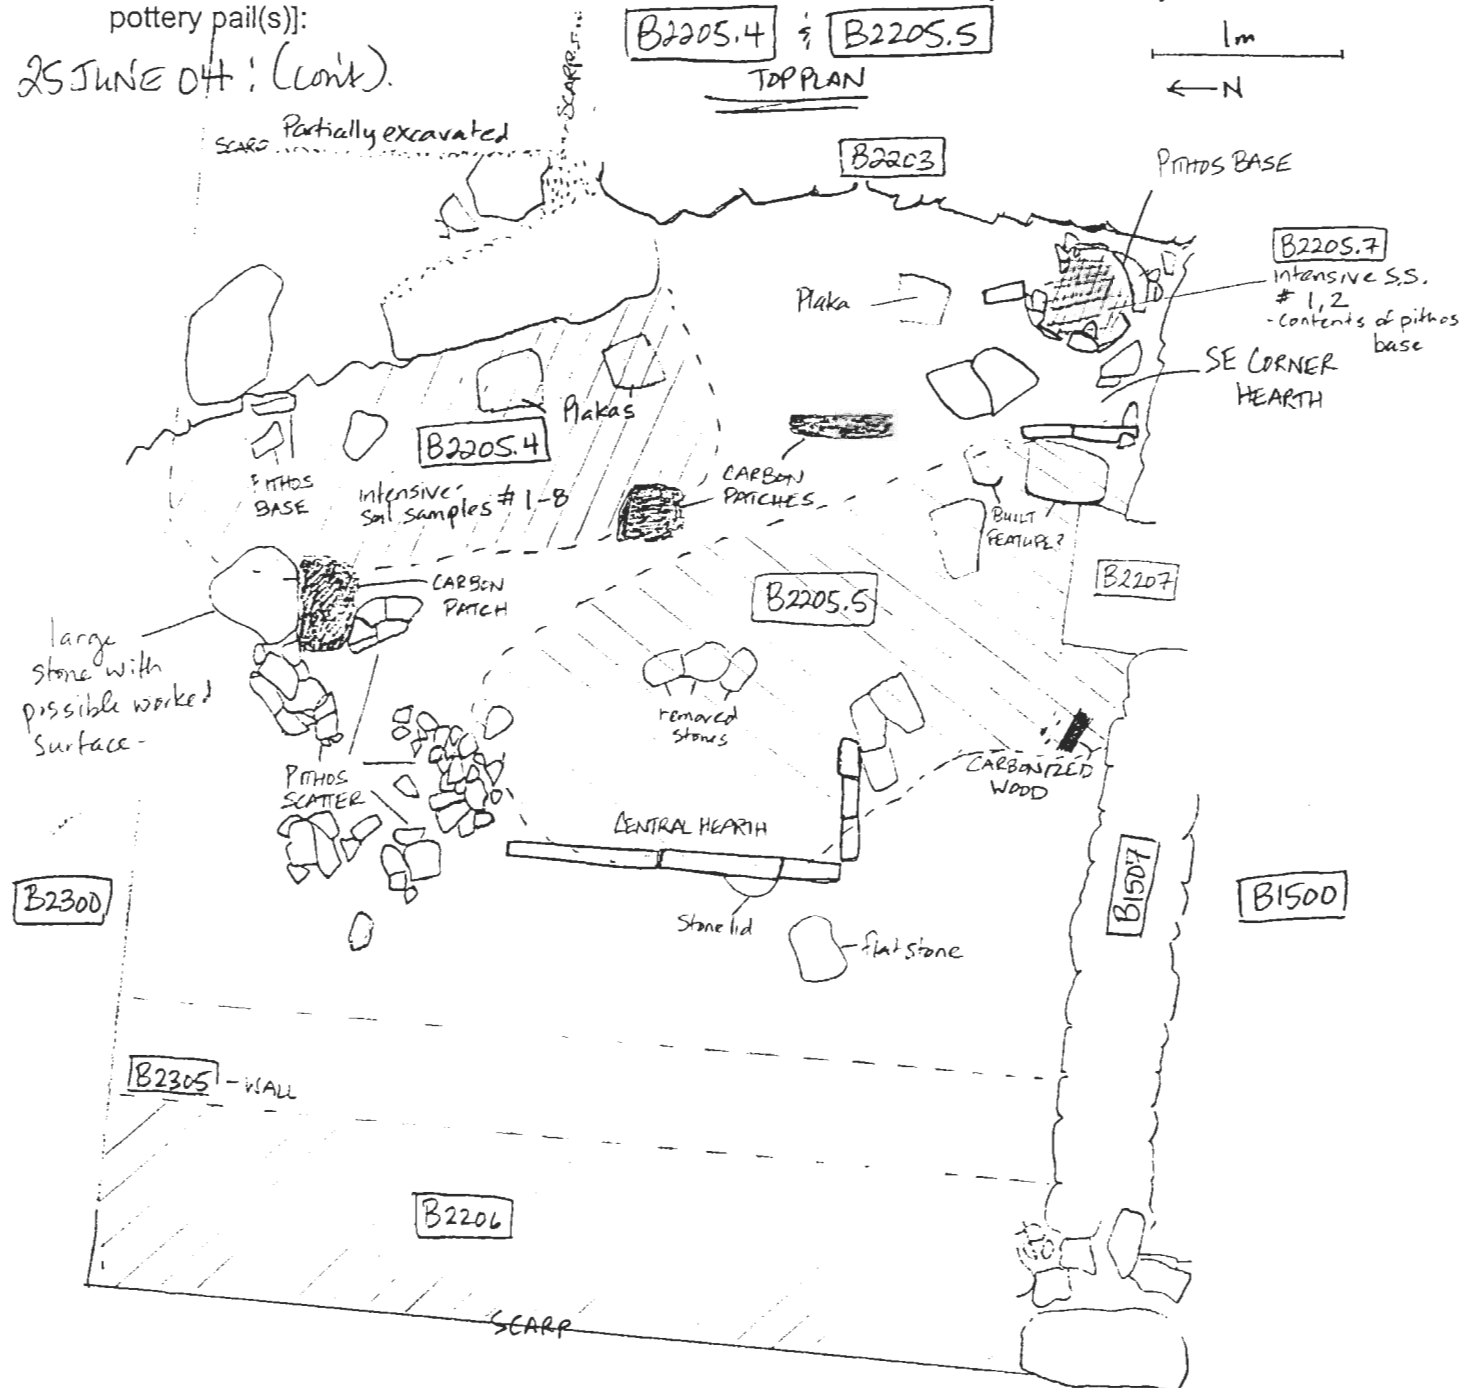 pottery pail(s)]:
25 JUNE 04 : (con't).
B2205.4 & B2205.5
TOP PLAN
1m
← N
SCARP
SCARP
Partially excavated
B2203
PITHOS BASE
B2205.7
intensive S.S.
# 1, 2
- contents of pithos
base
Plaka
SE CORNER
HEARTH
Plakas
B2205.4
intensive
soil samples #1-8
PITHOS
BASE
CARBON
PATCHES
BUILT
FEATURE?
B2207
CARBON
PATCH
B2205.5
large
stone with
possible worked
surface -
removed
stones
PITHOS
SCATTER
CARBONIZED
WOOD
CENTRAL HEARTH
B2300
B1507
B1500
Stone lid
flat stone
B2305 - WALL
B2206
SCARP